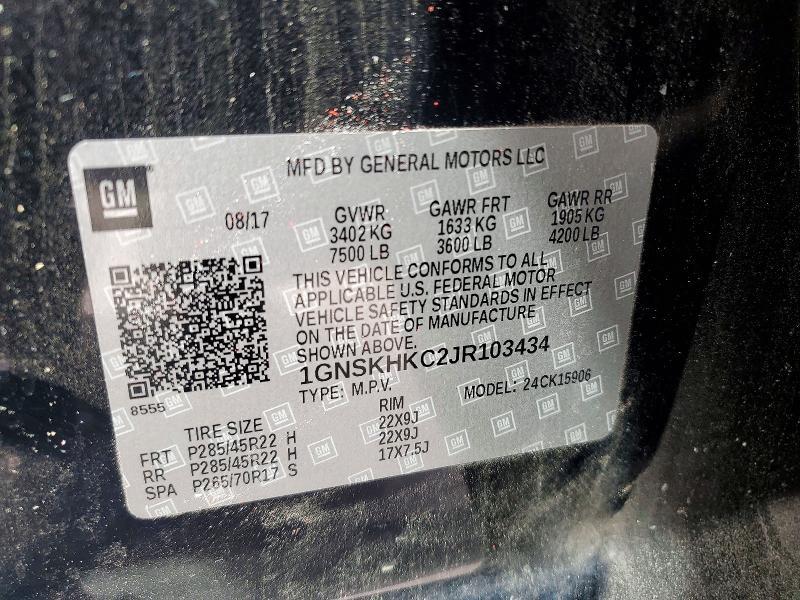 GM
MFD BY GENERAL MOTORS LLC
08/17
GVWR
3402 KG
7500 LB
GAWR FRT
1633 KG
3600 LB
GAWR RR
1905 KG
4200 LB
THIS VEHICLE CONFORMS TO ALL
APPLICABLE U.S. FEDERAL MOTOR
VEHICLE SAFETY STANDARDS IN EFFECT
ON THE DATE OF MANUFACTURE
SHOWN ABOVE.
1GNSKHKC2JR103434
TYPE: M.P.V.
MODEL: 24CK15906
8555
TIRE SIZE RIM
FRT P285/45R22 H 22X9J
RR P285/45R22 H 22X9J
SPA P265/70R17 S 17X7.5J